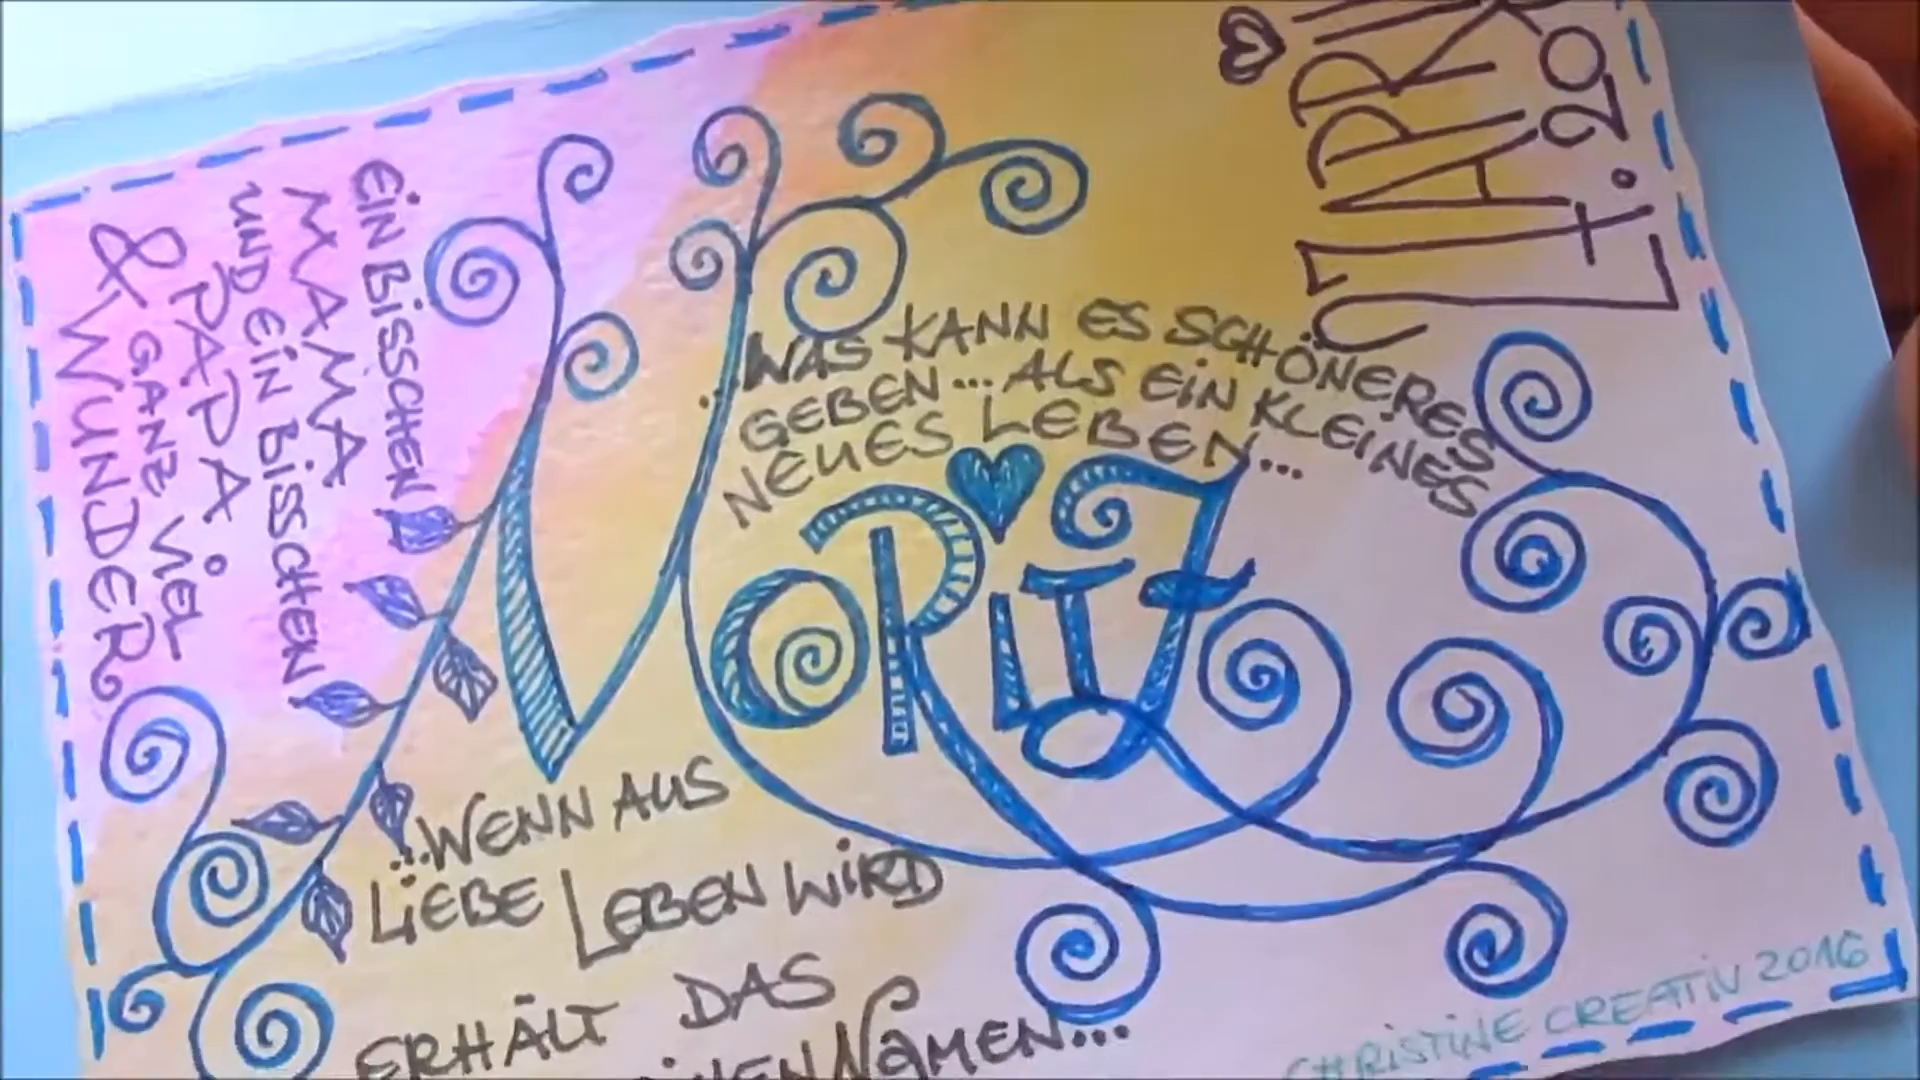 EIN BISSCHEN
MAMA
UND EIN BISSCHEN
PAPA
& GANZ VIEL
WUNDER
..WAS KANN ES SCHÖNERES
GEBEN...ALS EIN KLEINES
NEUES LEBEN...
MORITZ
...WENN AUS
LIEBE LEBEN WIRD
ERHÄLT DAS
NAMEN...
CHRISTINE CREATIV 2016